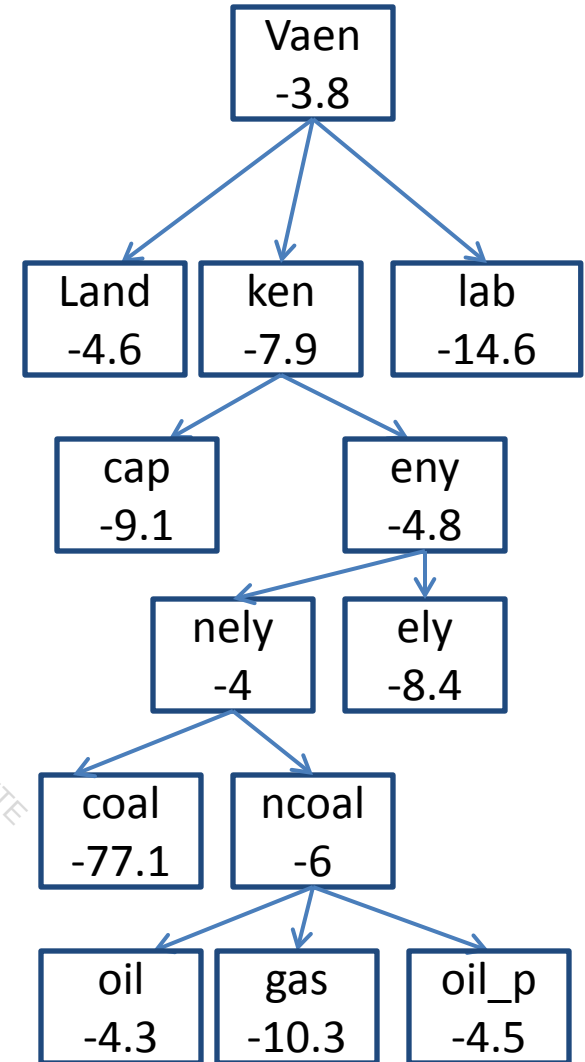 Vaen
-3.8
Land
-4.6
ken
-7.9
lab
-14.6
cap
-9.1
eny
-4.8
nely
-4
ely
-8.4
coal
-77.1
ncoal
-6
oil
-4.3
gas
-10.3
oil_p
-4.5